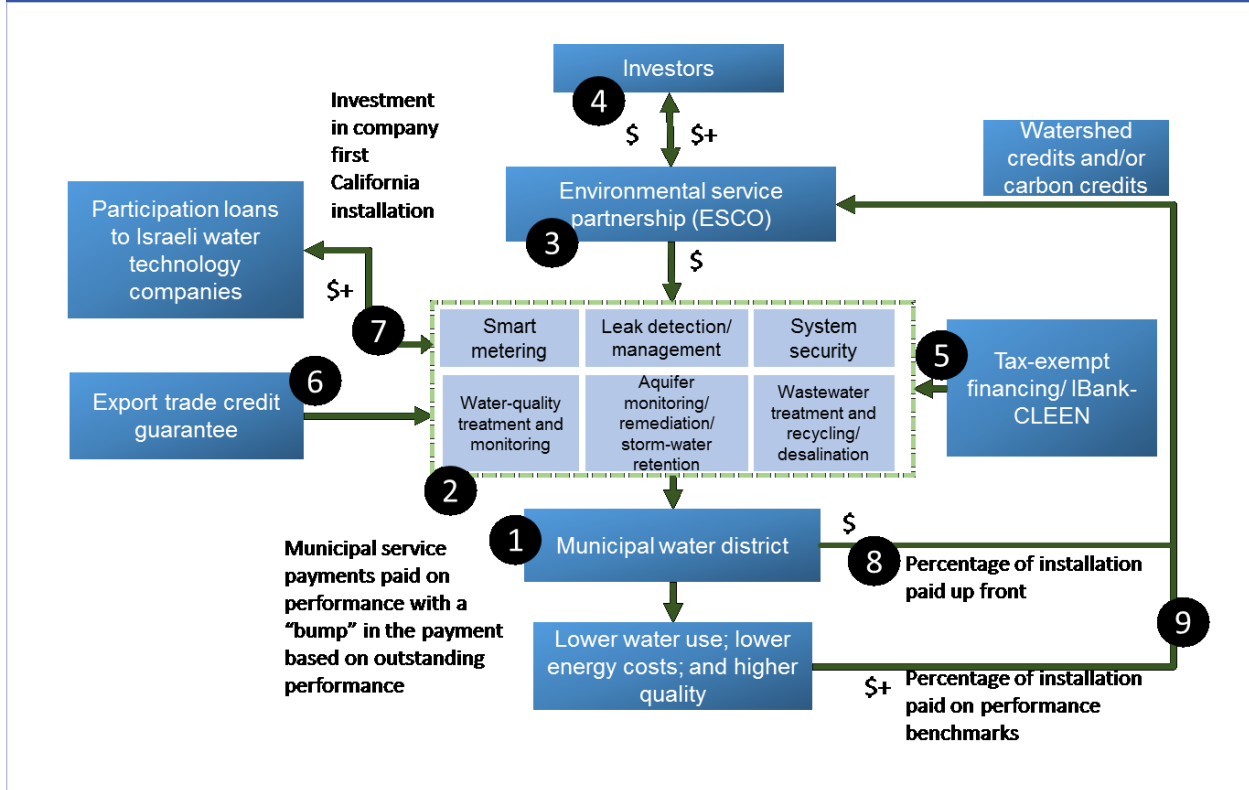 Investors
4
$
$+
Investment
in company
first
California
installation
Watershed
credits and/or
carbon credits
Environmental service
partnership (ESCO)
3
$
Participation loans
to Israeli water
technology
companies
$+
7
Smart
metering
Leak detection/
management
System
security
5
Tax-exempt
financing/ IBank-
CLEEN
6
Export trade credit
guarantee
Water-quality
treatment and
monitoring
Aquifer
monitoring/
remediation/
storm-water
retention
Wastewater
treatment and
recycling/
desalination
2
1
Municipal water district
$
8
Percentage of installation
paid up front
Municipal service
payments paid on
performance with a
“bump” in the payment
based on outstanding
performance
9
Lower water use; lower
energy costs; and higher
quality
$+
Percentage of installation
paid on performance
benchmarks